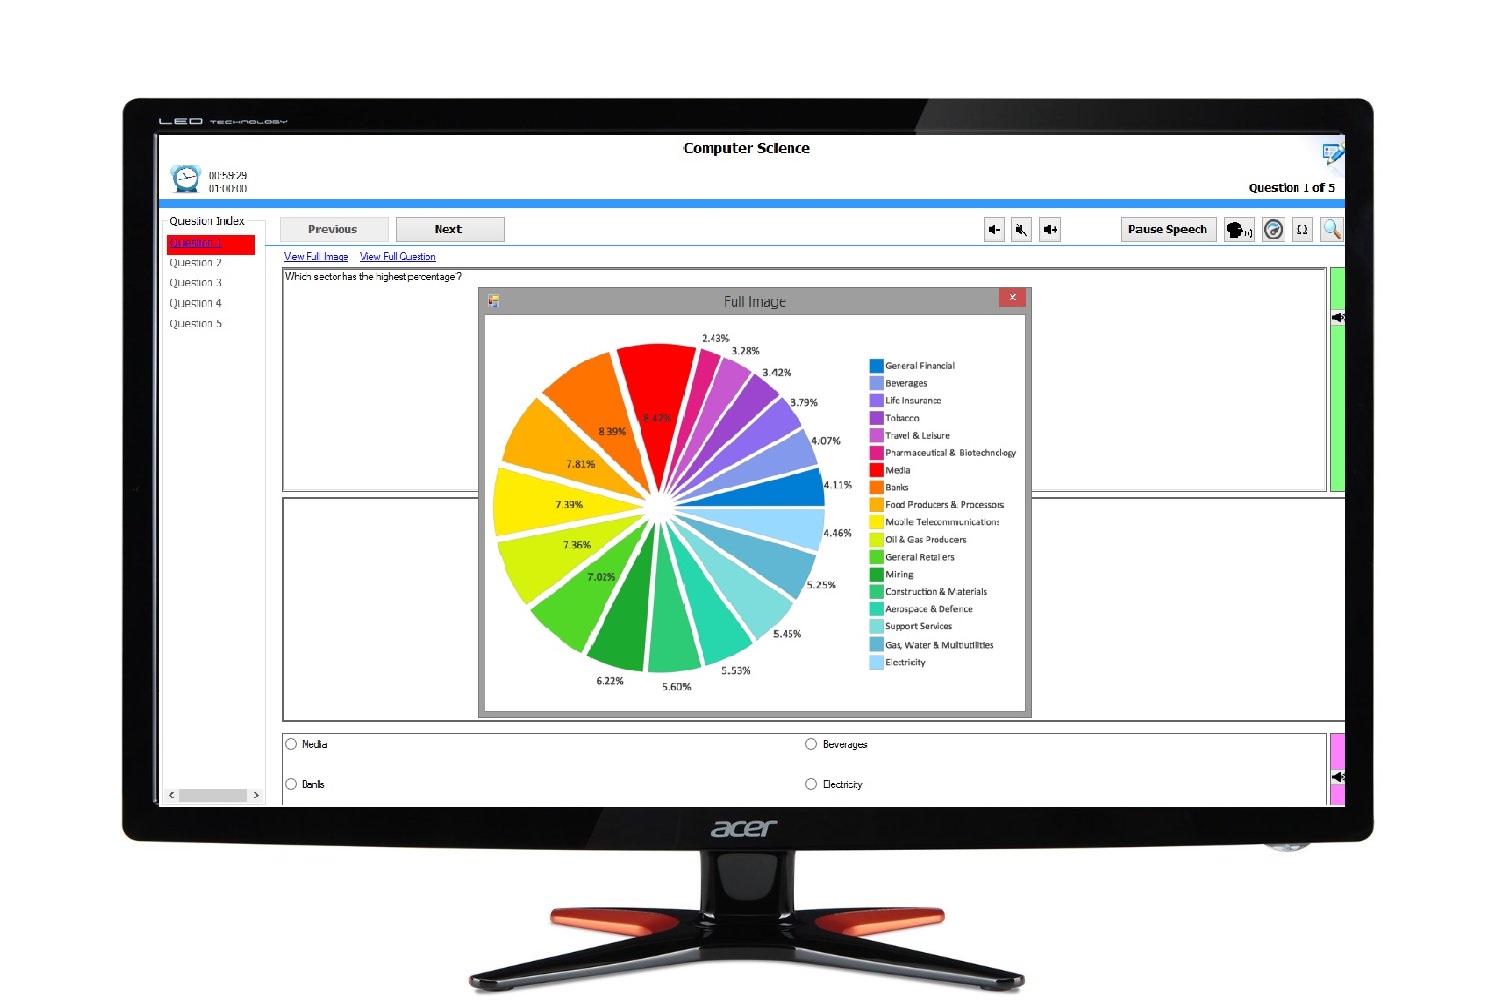 LED TECHNOLOGY
Computer Science
00:59:29
01:00:00
Question 1 of 5
Question Index
Question 1
Question 2
Question 3
Question 4
Question 5
Previous
Next
Pause Speech
View Full Image
View Full Question
Which sector has the highest percentage?
Full Image
2.43%
3.28%
3.42%
3.79%
4.07%
4.11%
4.46%
5.25%
5.45%
5.53%
5.60%
6.22%
7.02%
7.36%
7.39%
7.81%
8.39%
8.42%
General Financial
Beverages
Life Insurance
Tobacco
Travel & Leisure
Pharmaceutical & Biotechnology
Media
Banks
Food Producers & Processors
Mobile Telecommunications
Oil & Gas Producers
General Retailers
Mining
Construction & Materials
Aerospace & Defence
Support Services
Gas, Water & Multiutilities
Electricity
Media
Beverages
Banks
Electricity
acer